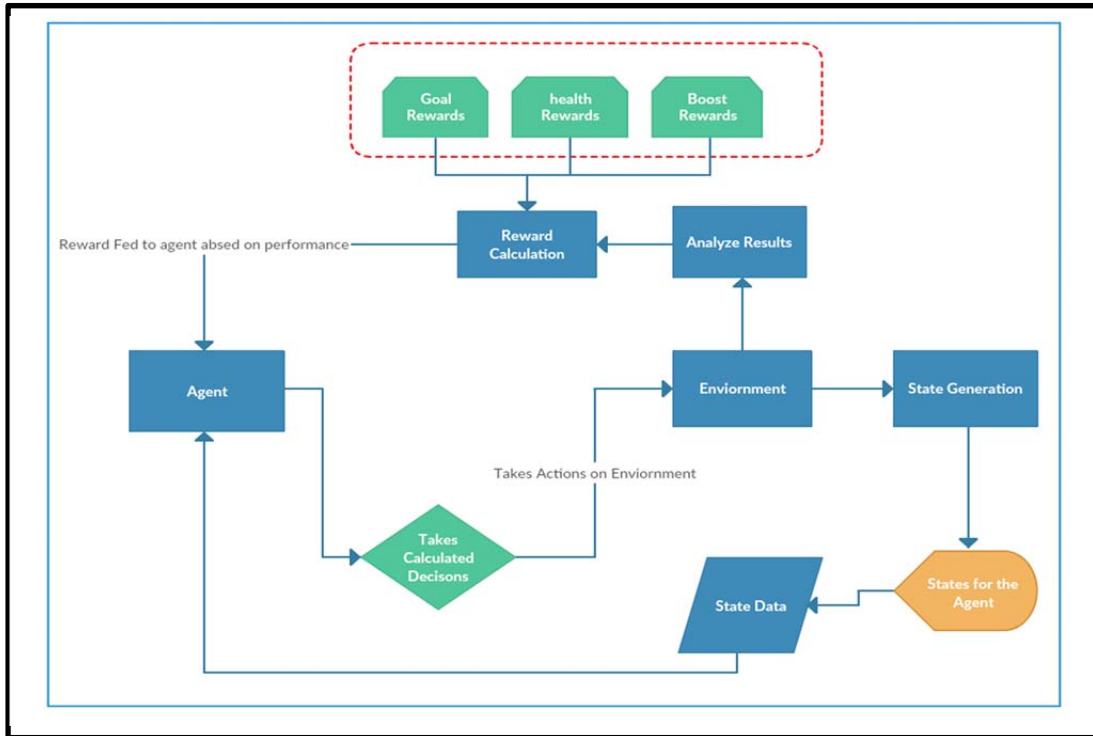 Goal
Rewards
health
Rewards
Boost
Rewards
Reward
Calculation
Analyze Results
Reward Fed to agent absed on performance
Agent
Enviornment
State Generation
Takes Actions on Enviornment
Takes
Calculated
Decisons
State Data
States for the
Agent